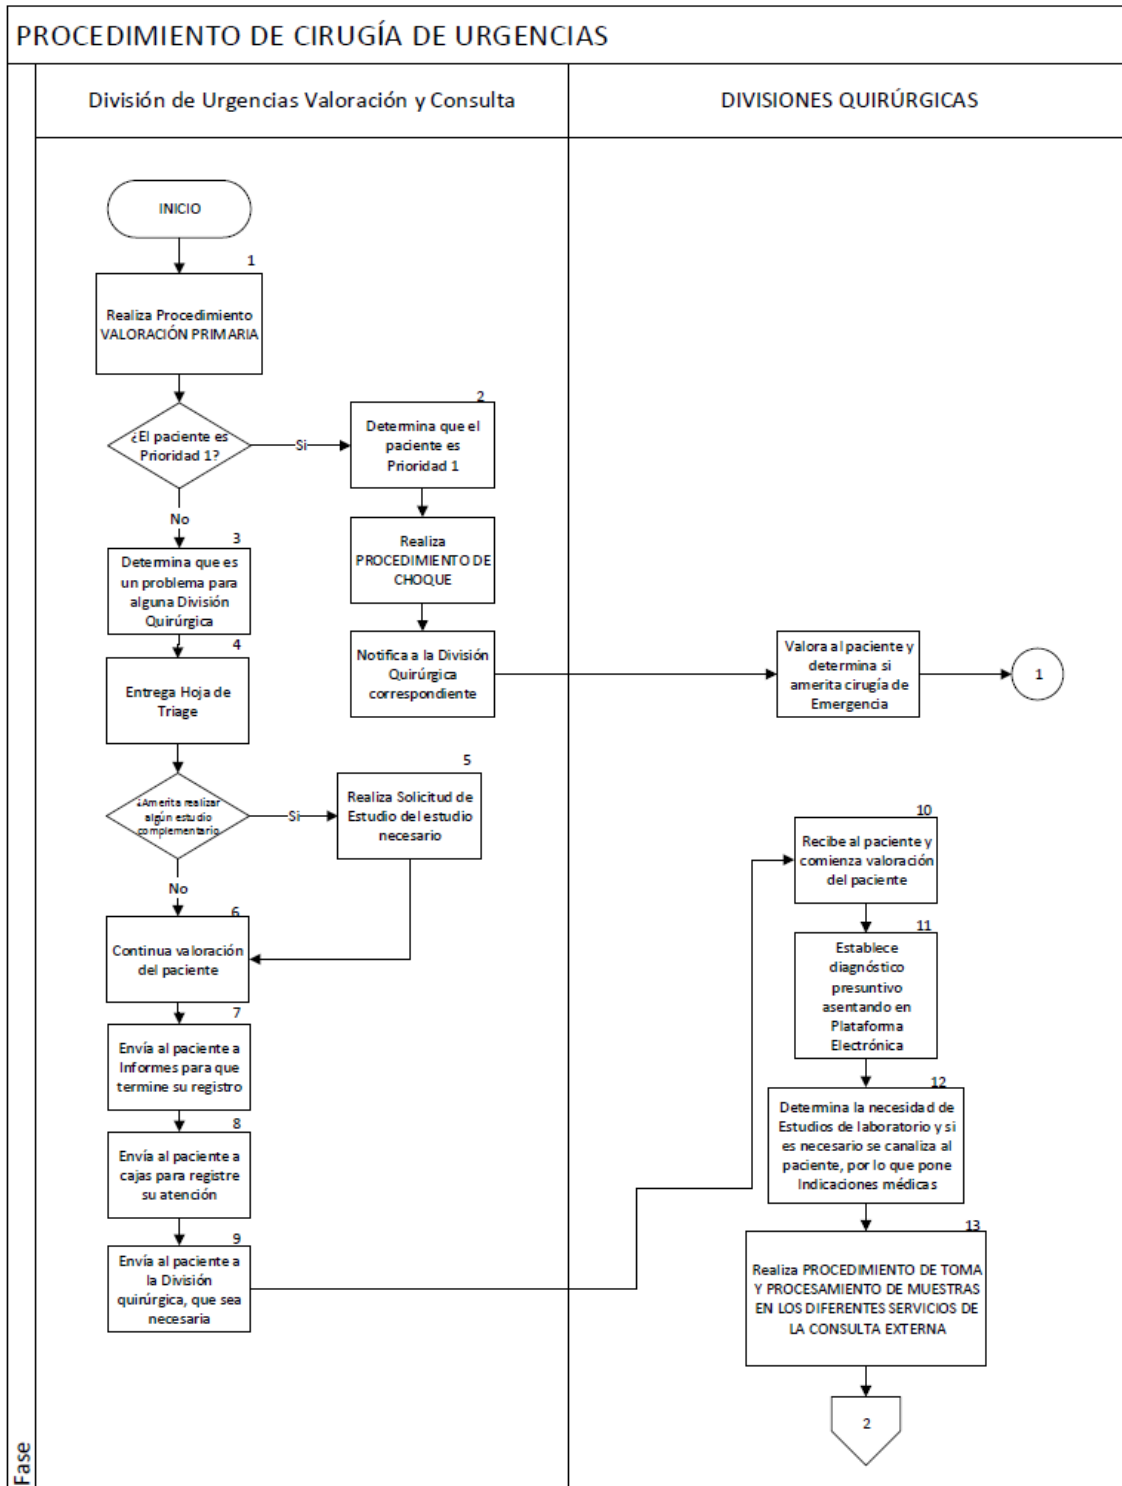 PROCEDIMIENTO DE CIRUGÍA DE URGENCIAS
División de Urgencias Valoración y Consulta
DIVISIONES QUIRÚRGICAS
INICIO
1
Realiza Procedimiento
VALORACIÓN PRIMARIA
¿El paciente es
Prioridad 1?
Si
2
Determina que el
paciente es
Prioridad 1
No
3
Determina que es
un problema para
alguna División
Quirúrgica
Realiza
PROCEDIMIENTO DE
CHOQUE
4
Entrega Hoja de
Triage
Notifica a la División
Quirúrgica
correspondiente
Valora al paciente y
determina si
amerita cirugía de
Emergencia
1
¿Amerita realizar
algún estudio
complementario
Si
5
Realiza Solicitud de
Estudio del estudio
necesario
No
6
Continua valoración
del paciente
7
Envía al paciente a
Informes para que
termine su registro
8
Envía al paciente a
cajas para registre
su atención
9
Envía al paciente a
la División
quirúrgica, que sea
necesaria
10
Recibe al paciente y
comienza valoración
del paciente
11
Establece
diagnóstico
presuntivo
asentando en
Plataforma
Electrónica
12
Determina la necesidad de
Estudios de laboratorio y si
es necesario se canaliza al
paciente, por lo que pone
Indicaciones médicas
13
Realiza PROCEDIMIENTO DE TOMA
Y PROCESAMIENTO DE MUESTRAS
EN LOS DIFERENTES SERVICIOS DE
LA CONSULTA EXTERNA
2
Fase